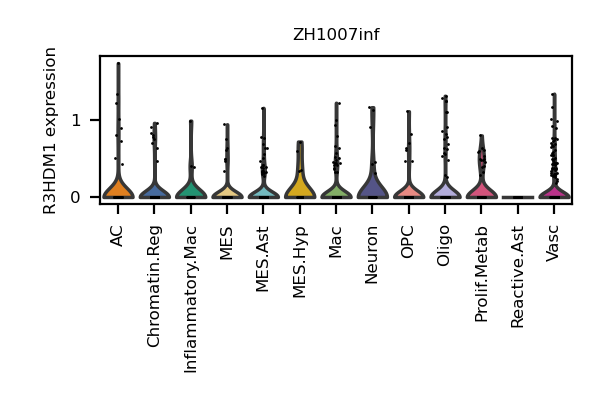 ZH1007inf
R3HDM1 expression
1
0
AC
Chromatin.Reg
Inflammatory.Mac
MES
MES.Ast
MES.Hyp
Mac
Neuron
OPC
Oligo
Prolif.Metab
Reactive.Ast
Vasc